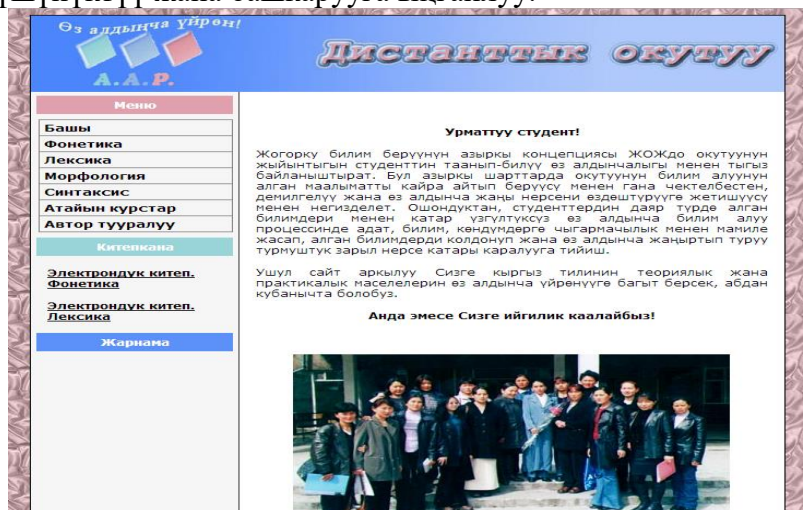 жана башкарууга ыңгайлуу.
Өз алдынча үйрөн!
А.А.Р.
Дистанттык окутуу
Меню
Башы
Фонетика
Лексика
Морфология
Синтаксис
Атайын курстар
Автор тууралуу
Китепкана
Электрондук китеп.
Фонетика
Электрондук китеп.
Лексика
Жарнама
Урматтуу студент!
Жогорку билим берүүнүн азыркы концепциясы ЖОЖдо окутуунун
жыйынтыгын студенттин таанып-билүү өз алдынчалыгы менен тыгыз
байланыштырат. Бул азыркы шарттарда окутуунун билим алуунун
алган маалыматты кайра айтып берүүсү менен гана чектелбестен,
демилгелүү жана өз алдынча жаңы нерсени өздөштүрүүгө жетишүүсү
менен негизделет. Ошондуктан, студенттердин даяр түрдө алган
билимдери менен катар үзгүлтүксүз өз алдынча билим алуу
процессинде адат, билим, көндүмдөргө чыгармачылык менен мамиле
жасап, алган билимдерди колдонуп жана өз алдынча жаңыртып туруу
турмуштук зарыл нерсе катары каралууга тийиш.
Ушул сайт аркылуу Сизге кыргыз тилинин теориялык жана
практикалык маселелерин өз алдынча үйрөнүүгө багыт берсек, абдан
кубанычта болобуз.
Анда эмесе Сизге ийгилик каалайбыз!